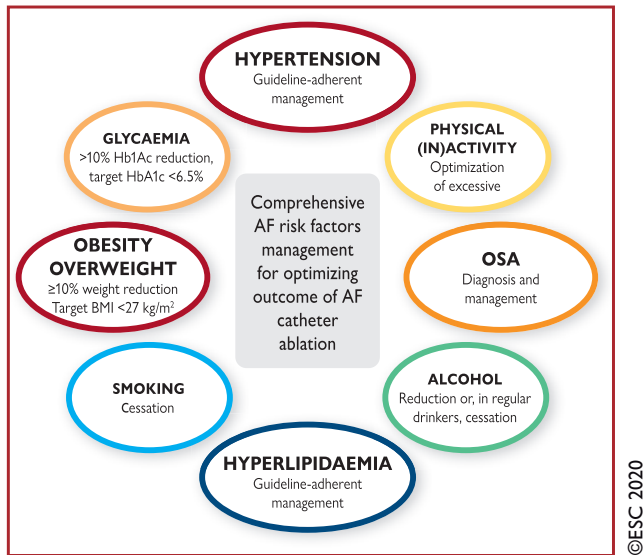 HYPERTENSION
Guideline-adherent
management
GLYCAEMIA
>10% Hb1Ac reduction,
target HbA1c <6.5%
PHYSICAL
(IN)ACTIVITY
Optimization
of excessive
Comprehensive
AF risk factors
management
for optimizing
outcome of AF
catheter
ablation
OBESITY
OVERWEIGHT
≥10% weight reduction
Target BMI <27 kg/m²
OSA
Diagnosis and
management
SMOKING
Cessation
ALCOHOL
Reduction or, in regular
drinkers, cessation
HYPERLIPIDAEMIA
Guideline-adherent
management
©ESC 2020